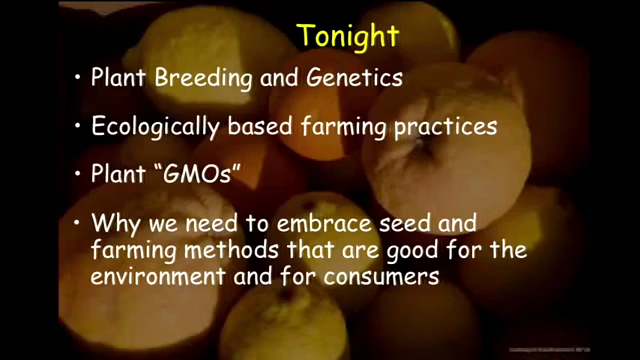 Tonight
• Plant Breeding and Genetics
• Ecologically based farming practices
• Plant “GMOs”
• Why we need to embrace seed and
farming methods that are good for the
environment and for consumers